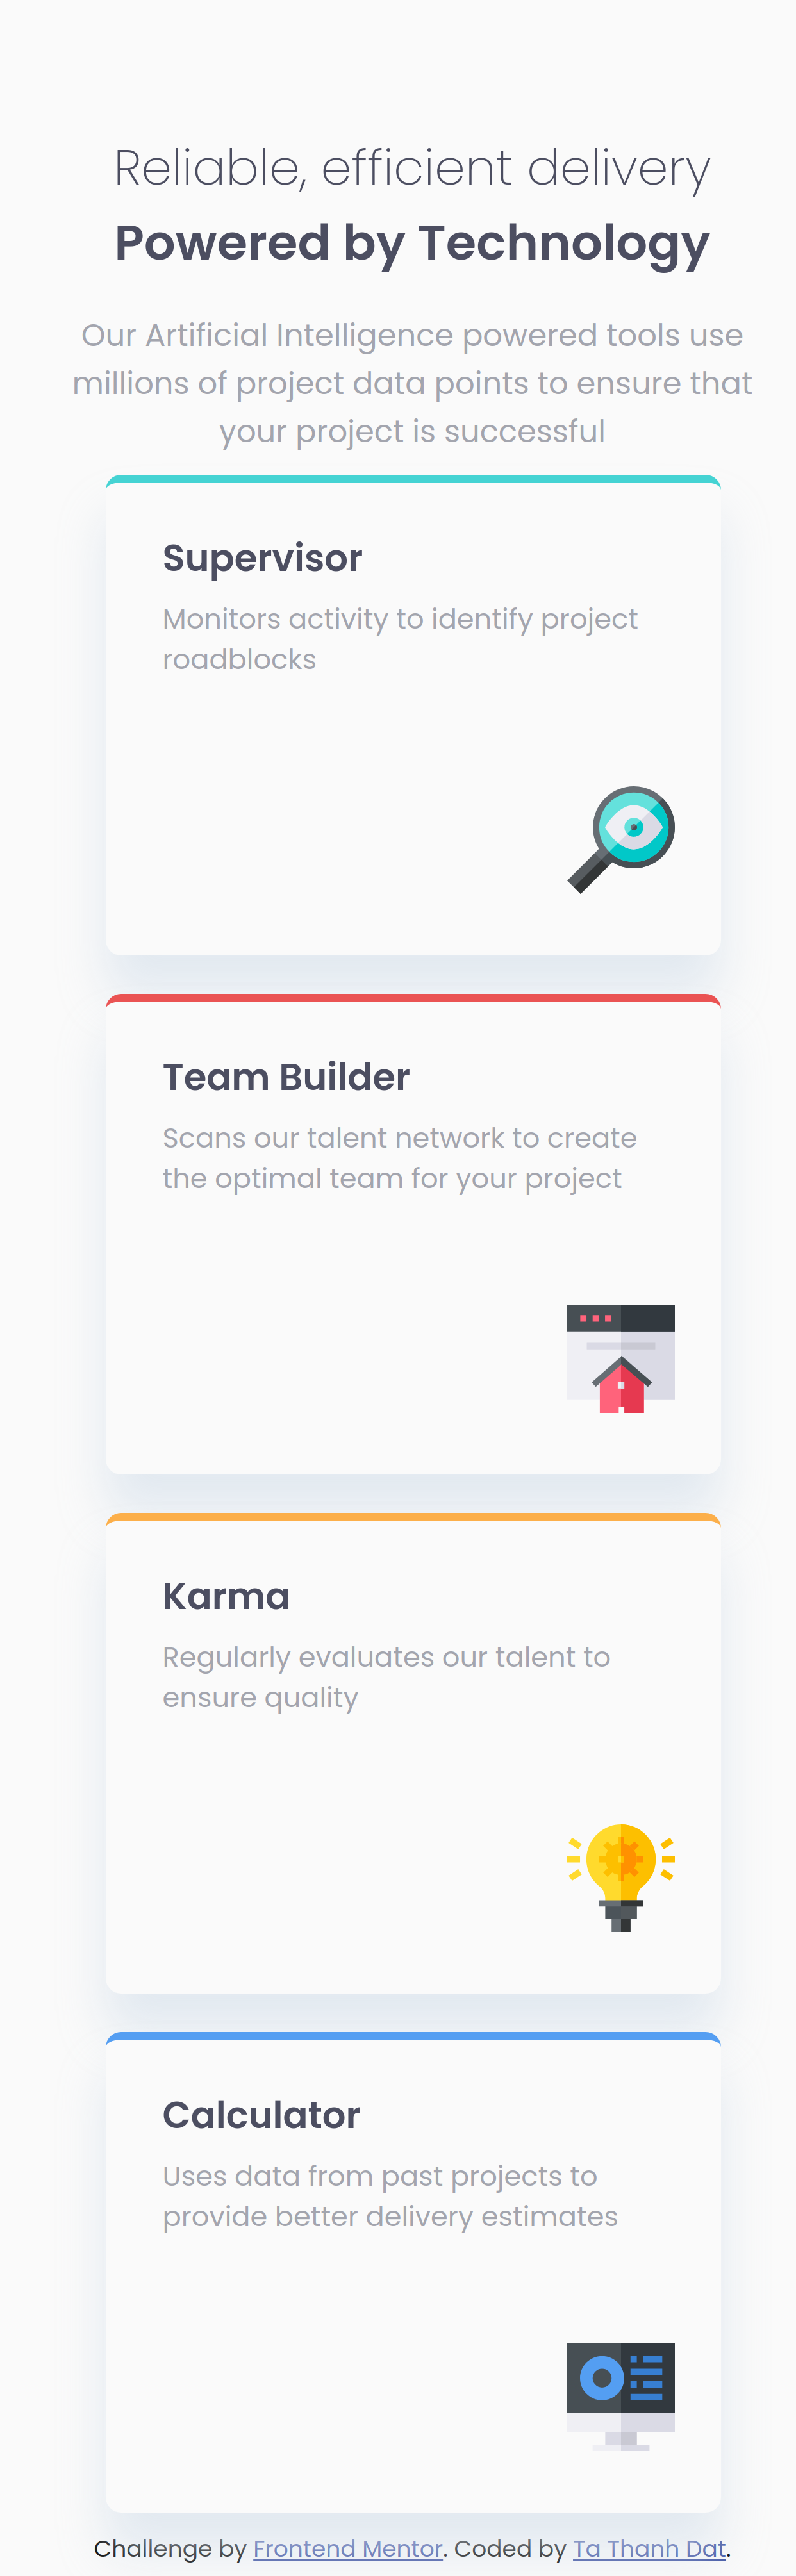 Reliable, efficient delivery
Powered by Technology
Our Artificial Intelligence powered tools use
millions of project data points to ensure that
your project is successful
Supervisor
Monitors activity to identify project
roadblocks
Team Builder
Scans our talent network to create
the optimal team for your project
Karma
Regularly evaluates our talent to
ensure quality
Calculator
Uses data from past projects to
provide better delivery estimates
Challenge by Frontend Mentor. Coded by Ta Thanh Dat.